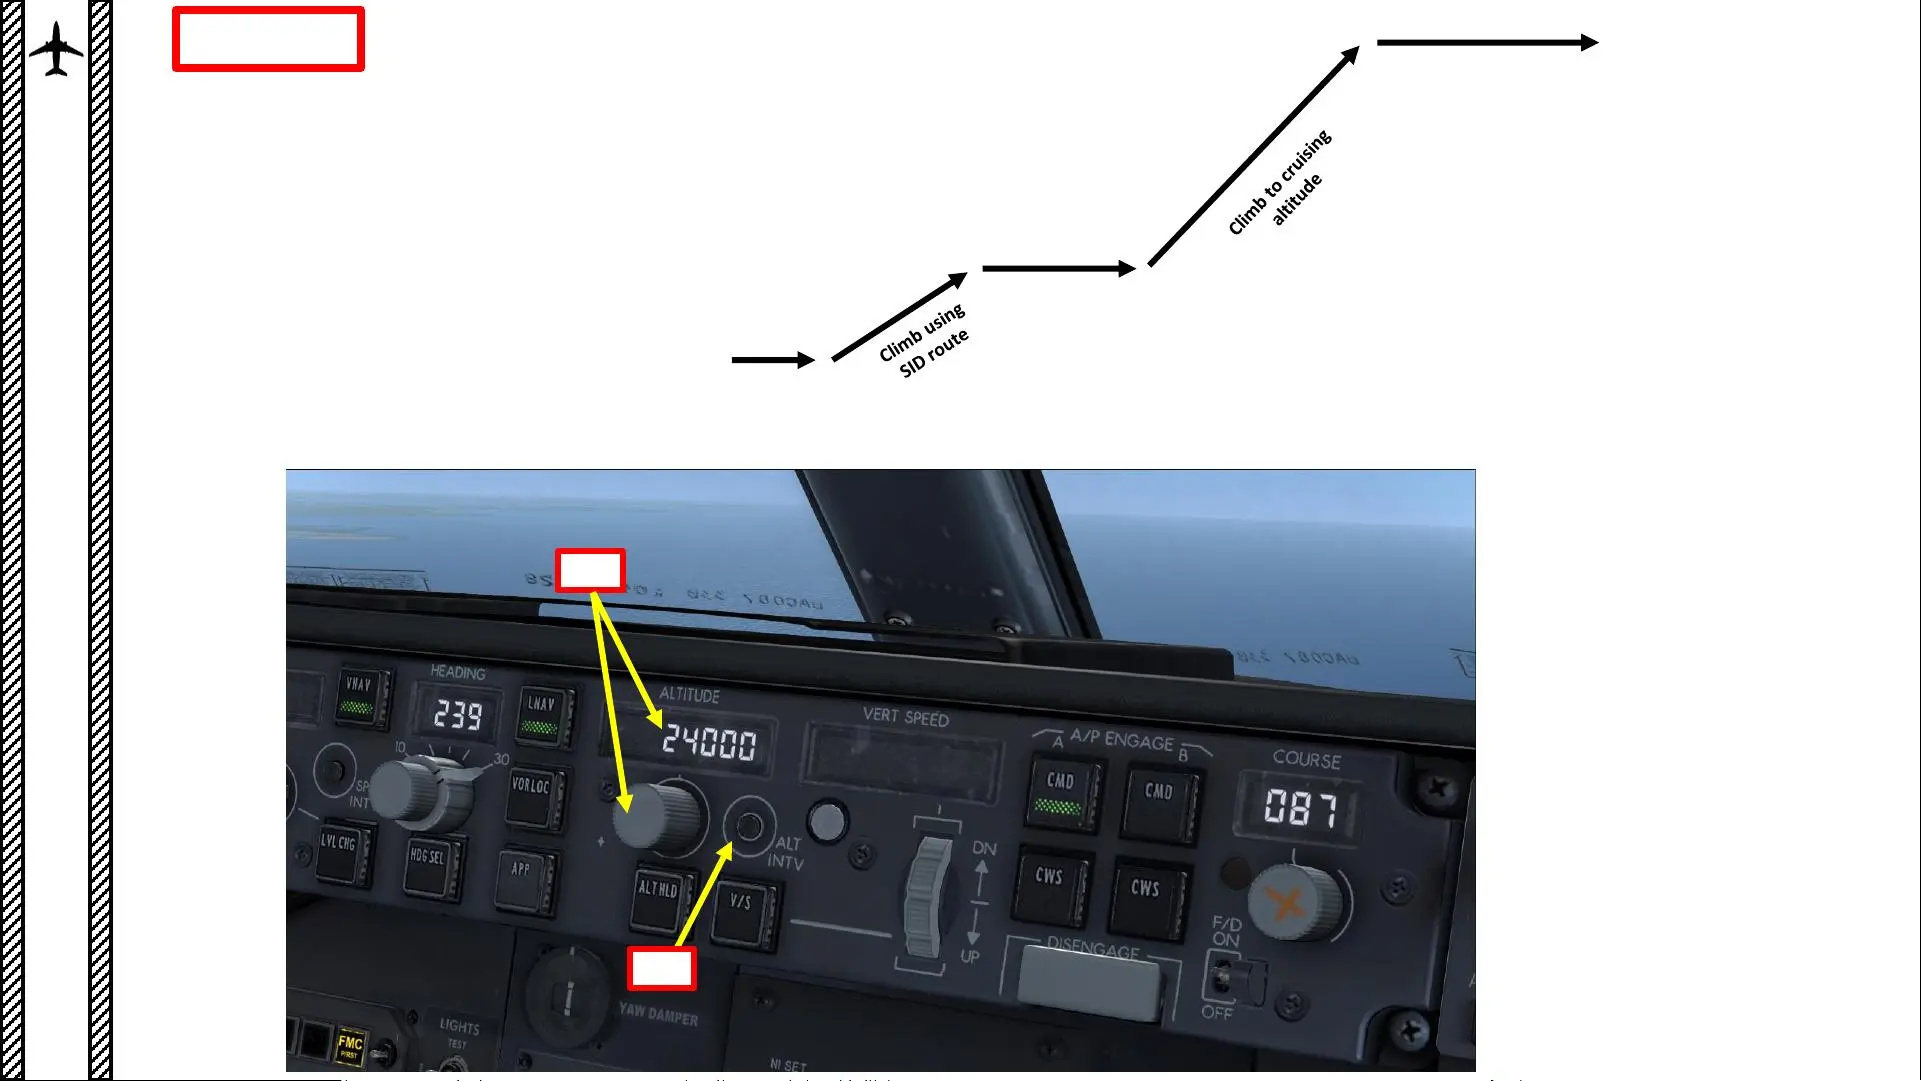 Climb to cruising
altitude
Climb using
SID route
VNAV
HEADING
239
LNAV
ALTITUDE
24000
VERT SPEED
A/P ENGAGE
A
B
CMD
CMD
COURSE
087
10
30
VOR LOC
LVL CHG
HDG SEL
APP
ALT
INTV
ALT HLD
V/S
DN
UP
CWS
CWS
DISENGAGE
F/D
ON
OFF
YAW DAMPER
LIGHTS
TEST
FMC
P/RST
N1 SET